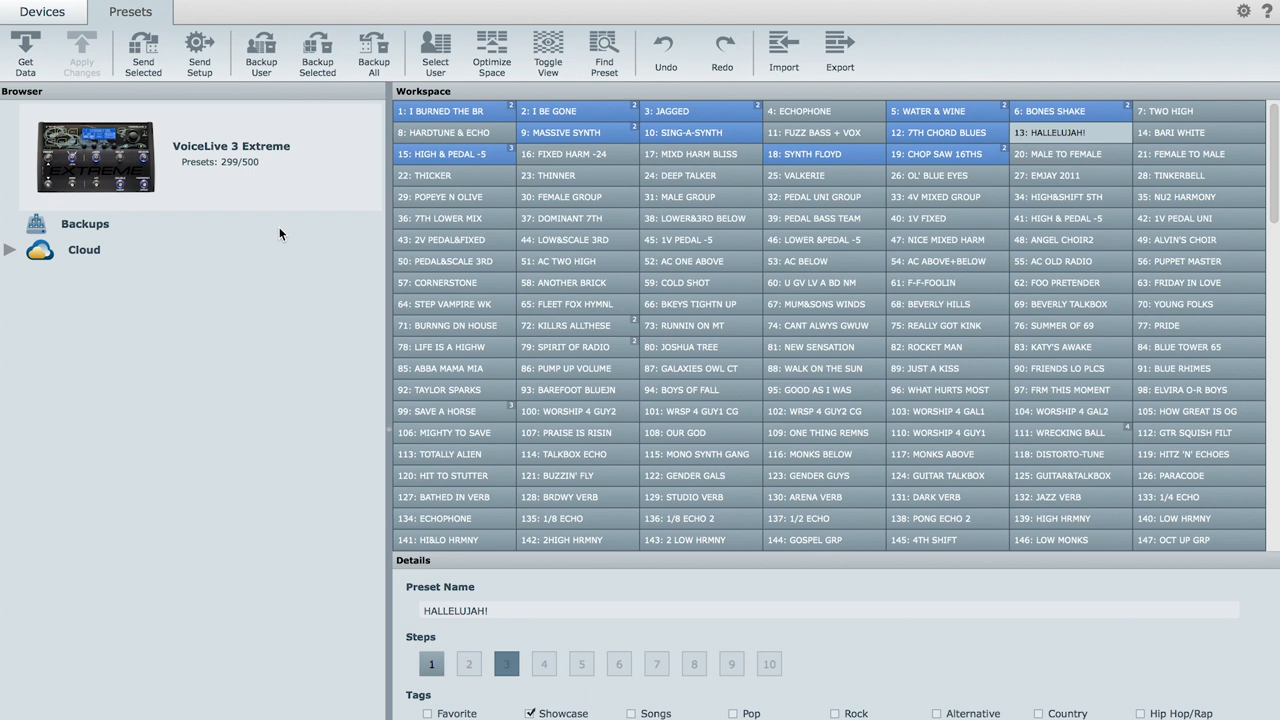 Devices
Presets
?
Get Data
Apply Changes
Send Selected
Send Setup
Backup User
Backup Selected
Backup All
Select User
Optimize Space
Toggle View
Find Preset
Undo
Redo
Import
Export
Browser
Workspace
VoiceLive 3 Extreme
Presets: 299/500
EXTREME
Backups
Cloud
1: I BURNED THE BR 2 2: I BE GONE 2 3: JAGGED 2 4: ECHOPHONE 5: WATER & WINE 2 6: BONES SHAKE 2 7: TWO HIGH
8: HARDTUNE & ECHO 9: MASSIVE SYNTH 2 10: SING-A-SYNTH 11: FUZZ BASS + VOX 12: 7TH CHORD BLUES 13: HALLELUJAH! 14: BARI WHITE
15: HIGH & PEDAL -5 3 16: FIXED HARM -24 17: MIXD HARM BLISS 18: SYNTH FLOYD 19: CHOP SAW 16THS 2 20: MALE TO FEMALE 21: FEMALE TO MALE
22: THICKER 23: THINNER 24: DEEP TALKER 25: VALKERIE 26: OL' BLUE EYES 27: EMJAY 2011 28: TINKERBELL
29: POPEYE N OLIVE 30: FEMALE GROUP 31: MALE GROUP 32: PEDAL UNI GROUP 33: 4V MIXED GROUP 34: HIGH&SHIFT 5TH 35: NU2 HARMONY
36: 7TH LOWER MIX 37: DOMINANT 7TH 38: LOWER&3RD BELOW 39: PEDAL BASS TEAM 40: 1V FIXED 41: HIGH & PEDAL -5 42: 1V PEDAL UNI
43: 2V PEDAL&FIXED 44: LOW&SCALE 3RD 45: 1V PEDAL -5 46: LOWER &PEDAL -5 47: NICE MIXED HARM 48: ANGEL CHOIR2 49: ALVIN'S CHOIR
50: PEDAL&SCALE 3RD 51: AC TWO HIGH 52: AC ONE ABOVE 53: AC BELOW 54: AC ABOVE+BELOW 55: AC OLD RADIO 56: PUPPET MASTER
57: CORNERSTONE 58: ANOTHER BRICK 59: COLD SHOT 60: U GV LV A BD NM 61: F-F-FOOLIN 62: FOO PRETENDER 63: FRIDAY IN LOVE
64: STEP VAMPIRE WK 65: FLEET FOX HYMNL 66: BKEYS TIGHTN UP 67: MUM&SONS WINDS 68: BEVERLY HILLS 69: BEVERLY TALKBOX 70: YOUNG FOLKS
71: BURNNG DN HOUSE 72: KILLRS ALLTHESE 2 73: RUNNIN ON MT 74: CANT ALWYS GWUW 75: REALLY GOT KINK 76: SUMMER OF 69 77: PRIDE
78: LIFE IS A HIGHW 79: SPIRIT OF RADIO 2 80: JOSHUA TREE 81: NEW SENSATION 82: ROCKET MAN 83: KATY'S AWAKE 84: BLUE TOWER 65
85: ABBA MAMA MIA 86: PUMP UP VOLUME 87: GALAXIES OWL CT 88: WALK ON THE SUN 89: JUST A KISS 90: FRIENDS LO PLCS 91: BLUE RHIMES
92: TAYLOR SPARKS 93: BAREFOOT BLUEJN 94: BOYS OF FALL 95: GOOD AS I WAS 96: WHAT HURTS MOST 97: FRM THIS MOMENT 98: ELVIRA O-R BOYS
99: SAVE A HORSE 3 100: WORSHIP 4 GUY2 101: WRSP 4 GUY1 CG 102: WRSP 4 GUY2 CG 103: WORSHIP 4 GAL1 104: WORSHIP 4 GAL2 105: HOW GREAT IS OG
106: MIGHTY TO SAVE 107: PRAISE IS RISIN 108: OUR GOD 109: ONE THING REMNS 110: WORSHIP 4 GUY1 111: WRECKING BALL 4 112: GTR SQUISH FILT
113: TOTALLY ALIEN 114: TALKBOX ECHO 115: MONO SYNTH GANG 116: MONKS BELOW 117: MONKS ABOVE 118: DISTORTO-TUNE 119: HITZ 'N' ECHOES
120: HIT TO STUTTER 121: BUZZIN' FLY 122: GENDER GALS 123: GENDER GUYS 124: GUITAR TALKBOX 125: GUITAR&TALKBOX 126: PARACODE
127: BATHED IN VERB 128: BRDWY VERB 129: STUDIO VERB 130: ARENA VERB 131: DARK VERB 132: JAZZ VERB 133: 1/4 ECHO
134: ECHOPHONE 135: 1/8 ECHO 136: 1/8 ECHO 2 137: 1/2 ECHO 138: PONG ECHO 2 139: HIGH HRMNY 140: LOW HRMNY
141: HI&LO HRMNY 142: 2HIGH HRMNY 143: 2 LOW HRMNY 144: GOSPEL GRP 145: 4TH SHIFT 146: LOW MONKS 147: OCT UP GRP
Details
Preset Name
HALLELUJAH!
Steps
1 2 3 4 5 6 7 8 9 10
Tags
Favorite Showcase Songs Pop Rock Alternative Country Hip Hop/Rap